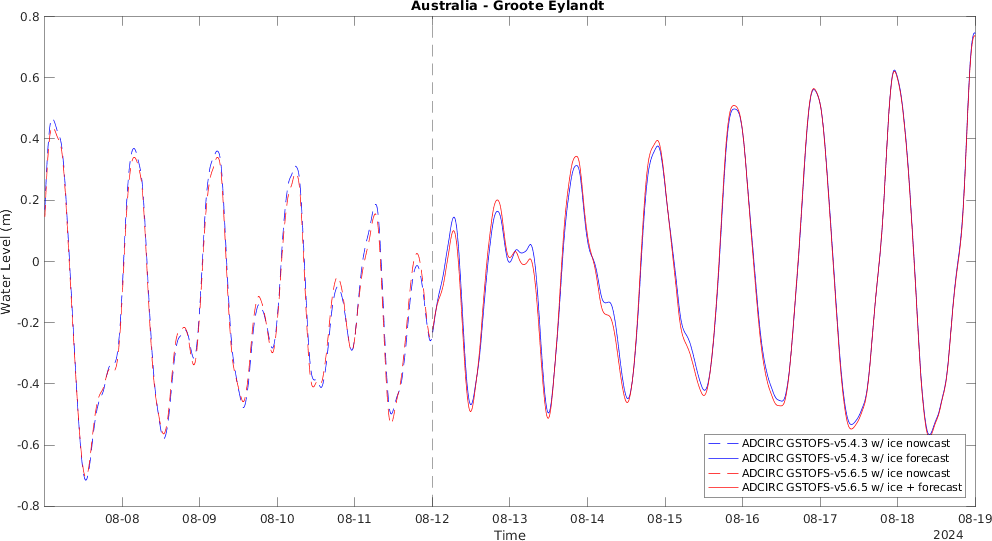 Australia - Groote Eylandt
0.8
0.6
0.4
0.2
0
-0.2
-0.4
-0.6
-0.8
Water Level (m)
08-08 08-09 08-10 08-11 08-12 08-13 08-14 08-15 08-16 08-17 08-18 08-19
Time
2024
ADCIRC GSTOFS-v5.4.3 w/ ice nowcast
ADCIRC GSTOFS-v5.4.3 w/ ice forecast
ADCIRC GSTOFS-v5.6.5 w/ ice nowcast
ADCIRC GSTOFS-v5.6.5 w/ ice + forecast